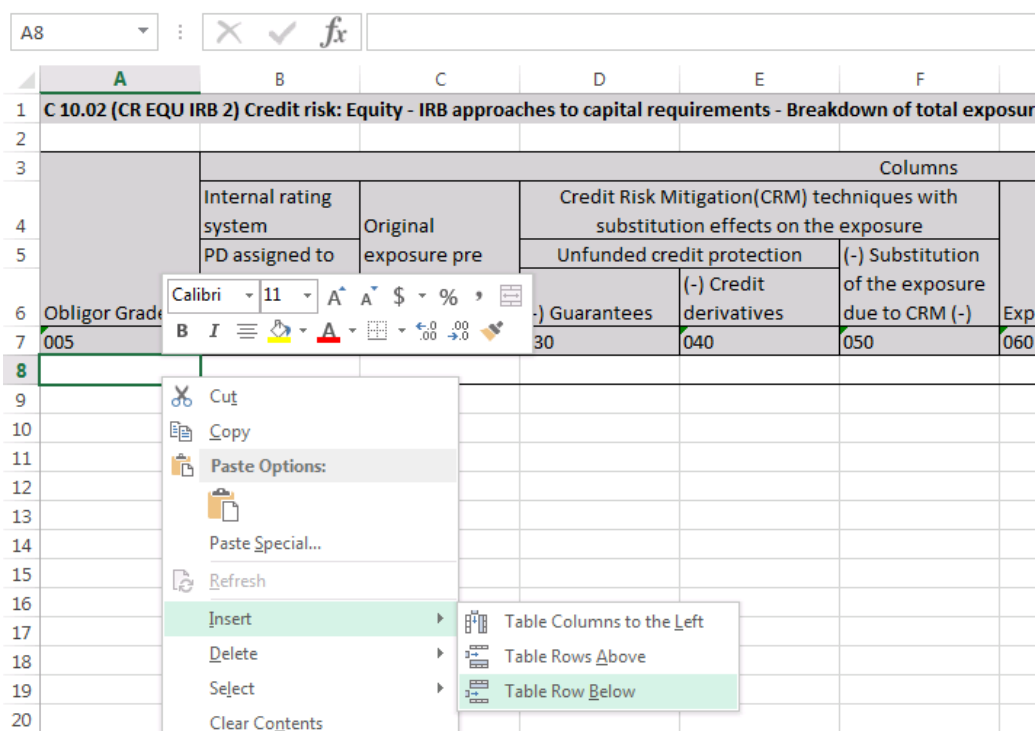 A8
fx
A B C D E F
1 C 10.02 (CR EQU IRB 2) Credit risk: Equity - IRB approaches to capital requirements - Breakdown of total exposur
2
3 Columns
Internal rating Credit Risk Mitigation(CRM) techniques with
4 system Original substitution effects on the exposure
5 PD assigned to exposure pre Unfunded credit protection (-) Substitution
(-) Credit of the exposure
6 Obligor Grade -) Guarantees derivatives due to CRM (-) Exp
7 005 30 040 050 060
Calibri 11 A A $ % ,
B I A .0 .00 .00 .0
8
9 Cut
10 Copy
11 Paste Options:
12
13
14 Paste Special...
15 Refresh
16 Insert Table Columns to the Left
17
18 Delete Table Rows Above
19 Select Table Row Below
20 Clear Contents